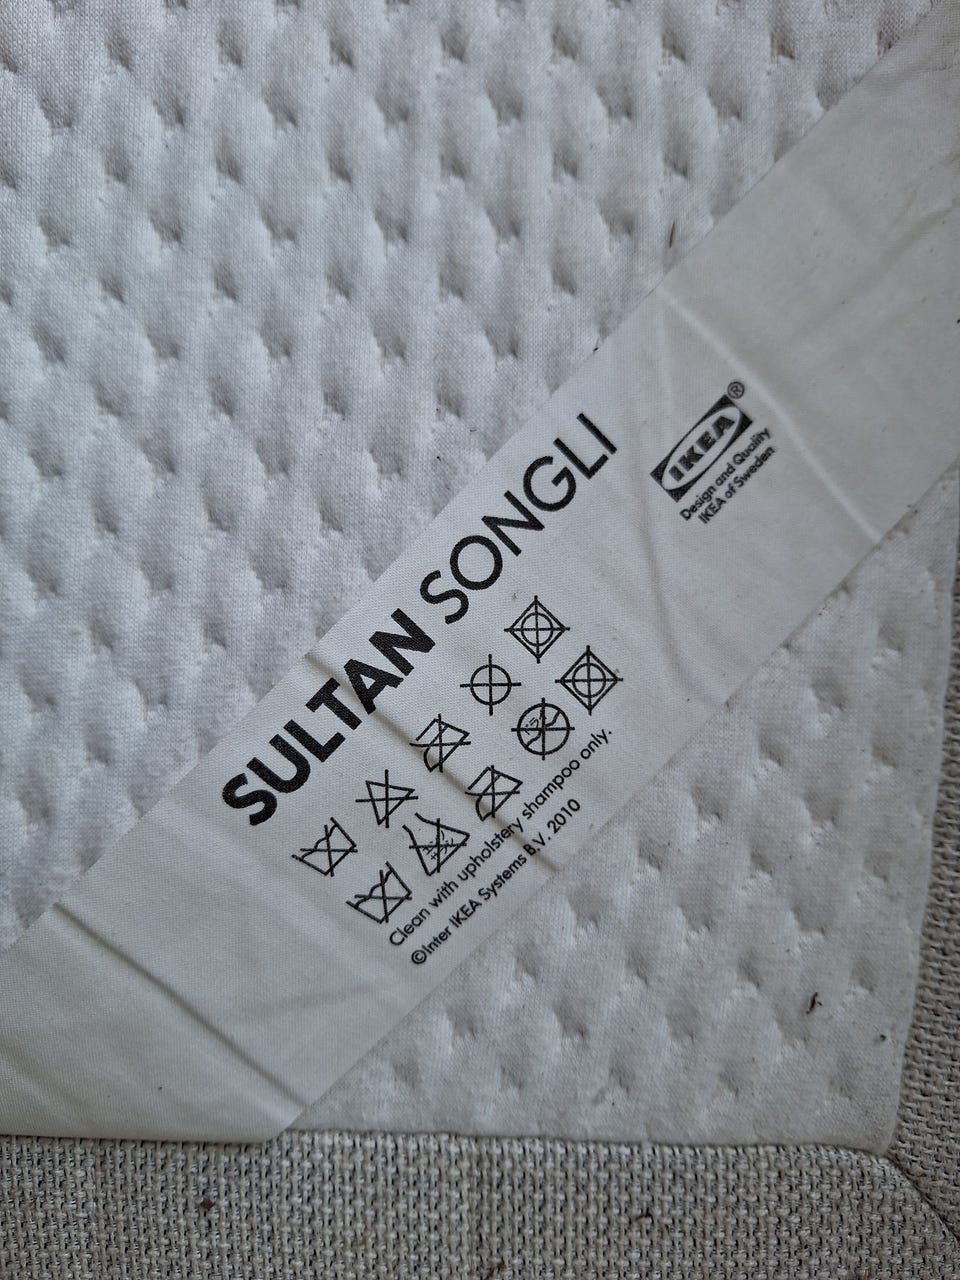 SULTAN SONGLI
Clean with upholstery shampoo only.
©Inter IKEA Systems B.V. 2010
IKEA®
Design and Quality
IKEA of Sweden